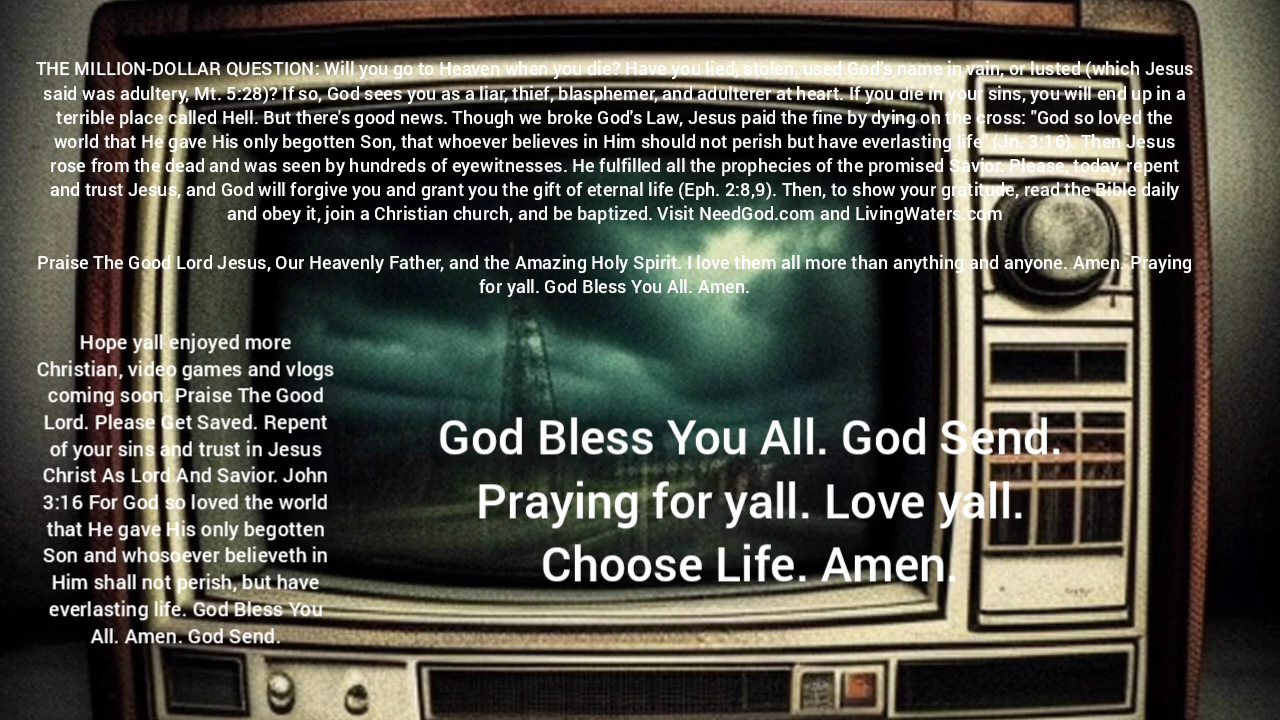 THE MILLION-DOLLAR QUESTION: Will you go to Heaven when you die? Have you lied, stolen, used God's name in vain, or lusted (which Jesus
said was adultery, Mt. 5:28)? If so, God sees you as a liar, thief, blasphemer, and adulterer at heart. If you die in your sins, you will end up in a
terrible place called Hell. But there's good news. Though we broke God's Law, Jesus paid the fine by dying on the cross: "God so loved the
world that He gave His only begotten Son, that whoever believes in Him should not perish but have everlasting life" (Jn. 3:16). Then Jesus
rose from the dead and was seen by hundreds of eyewitnesses. He fulfilled all the prophecies of the promised Savior. Please, today, repent
and trust Jesus, and God will forgive you and grant you the gift of eternal life (Eph. 2:8,9). Then, to show your gratitude, read the Bible daily
and obey it, join a Christian church, and be baptized. Visit NeedGod.com and LivingWaters.com
Praise The Good Lord Jesus, Our Heavenly Father, and the Amazing Holy Spirit. I love them all more than anything and anyone. Amen. Praying
for yall. God Bless You All. Amen.
Hope yall enjoyed more
Christian, video games and vlogs
coming soon. Praise The Good
Lord. Please Get Saved. Repent
of your sins and trust in Jesus
Christ As Lord And Savior. John
3:16 For God so loved the world
that He gave His only begotten
Son and whosoever believeth in
Him shall not perish, but have
everlasting life. God Bless You
All. Amen. God Send.
God Bless You All. God Send.
Praying for yall. Love yall.
Choose Life. Amen.